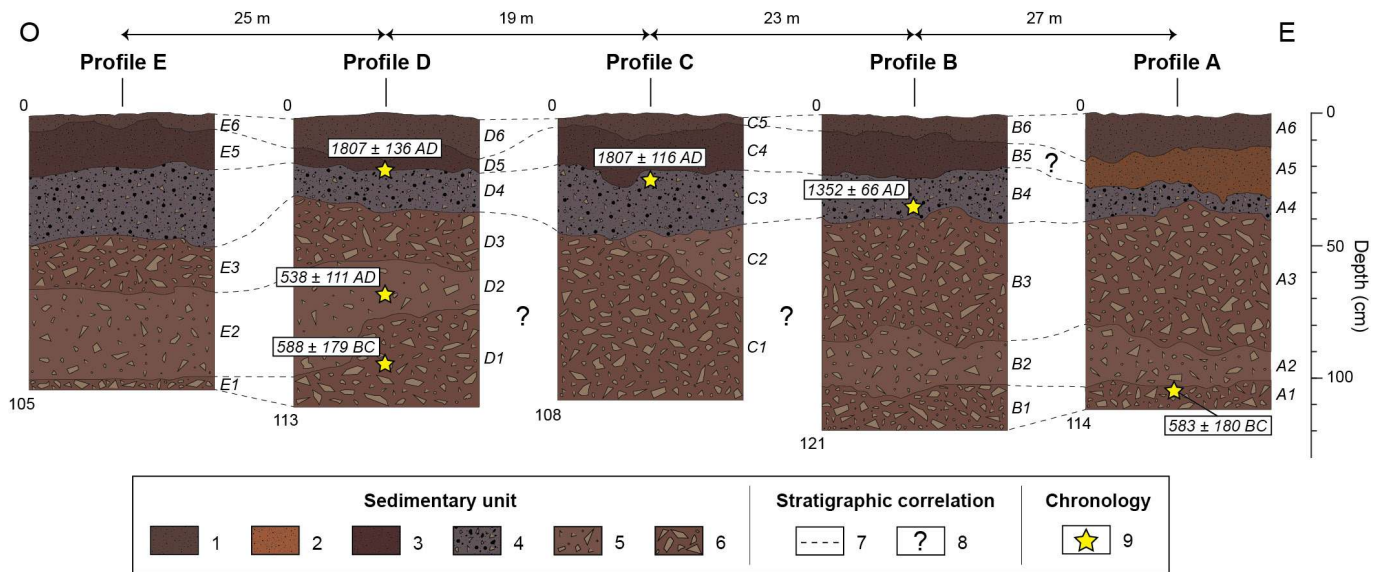 25 m 19 m 23 m 27 m
O E
Profile E Profile D Profile C Profile B Profile A
0 0 0 0 0 0
E6 D6 C5 B6 A6
E5 1807 ± 136 AD D5 C4 1807 ± 116 AD B5 ? A5
D4 C3 1352 ± 66 AD B4 A4
E3 D3 C2 B3 A3 50
538 ± 111 AD D2 Depth (cm)
E2 ? ?
588 ± 179 BC D1 C1 B2 A2
E1 B1 A1 100
105 113 108 121 114 583 ± 180 BC
Sedimentary unit Stratigraphic correlation Chronology
1 2 3 4 5 6 7 ? 8 9